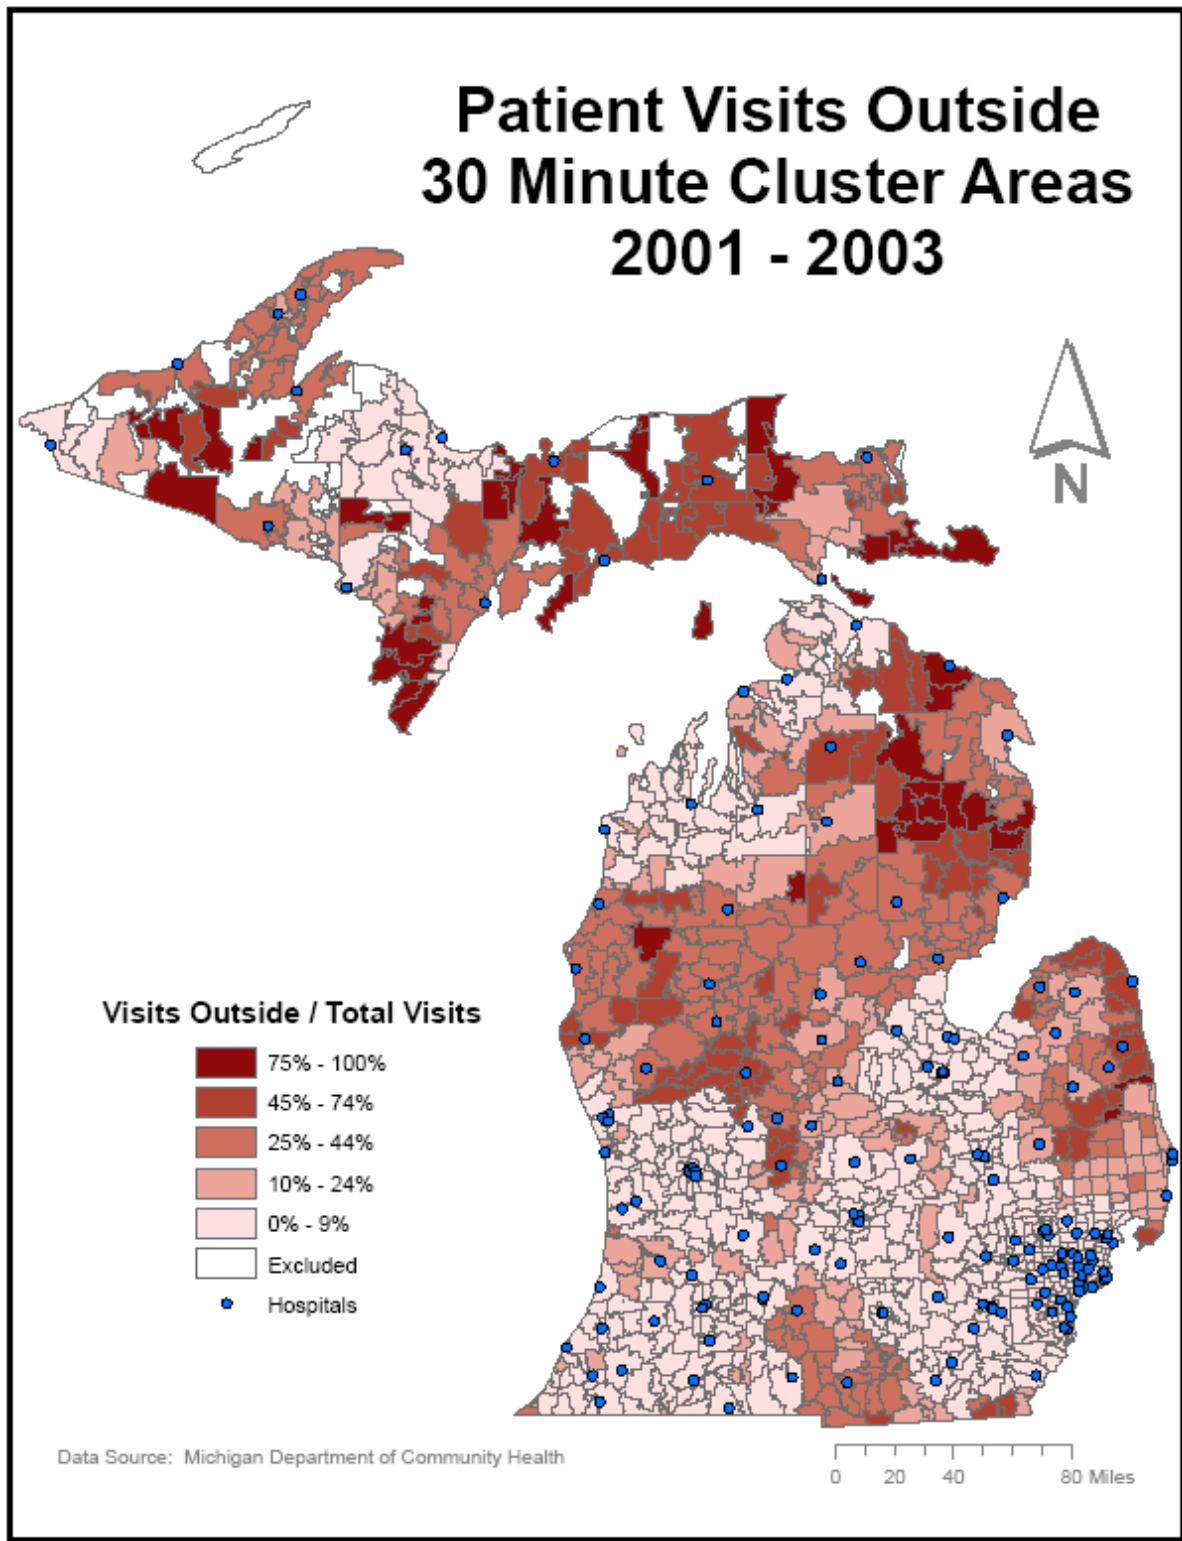 Patient Visits Outside
30 Minute Cluster Areas
2001 - 2003
N
Visits Outside / Total Visits
75% - 100%
45% - 74%
25% - 44%
10% - 24%
0% - 9%
Excluded
Hospitals
Data Source: Michigan Department of Community Health
0 20 40 80 Miles